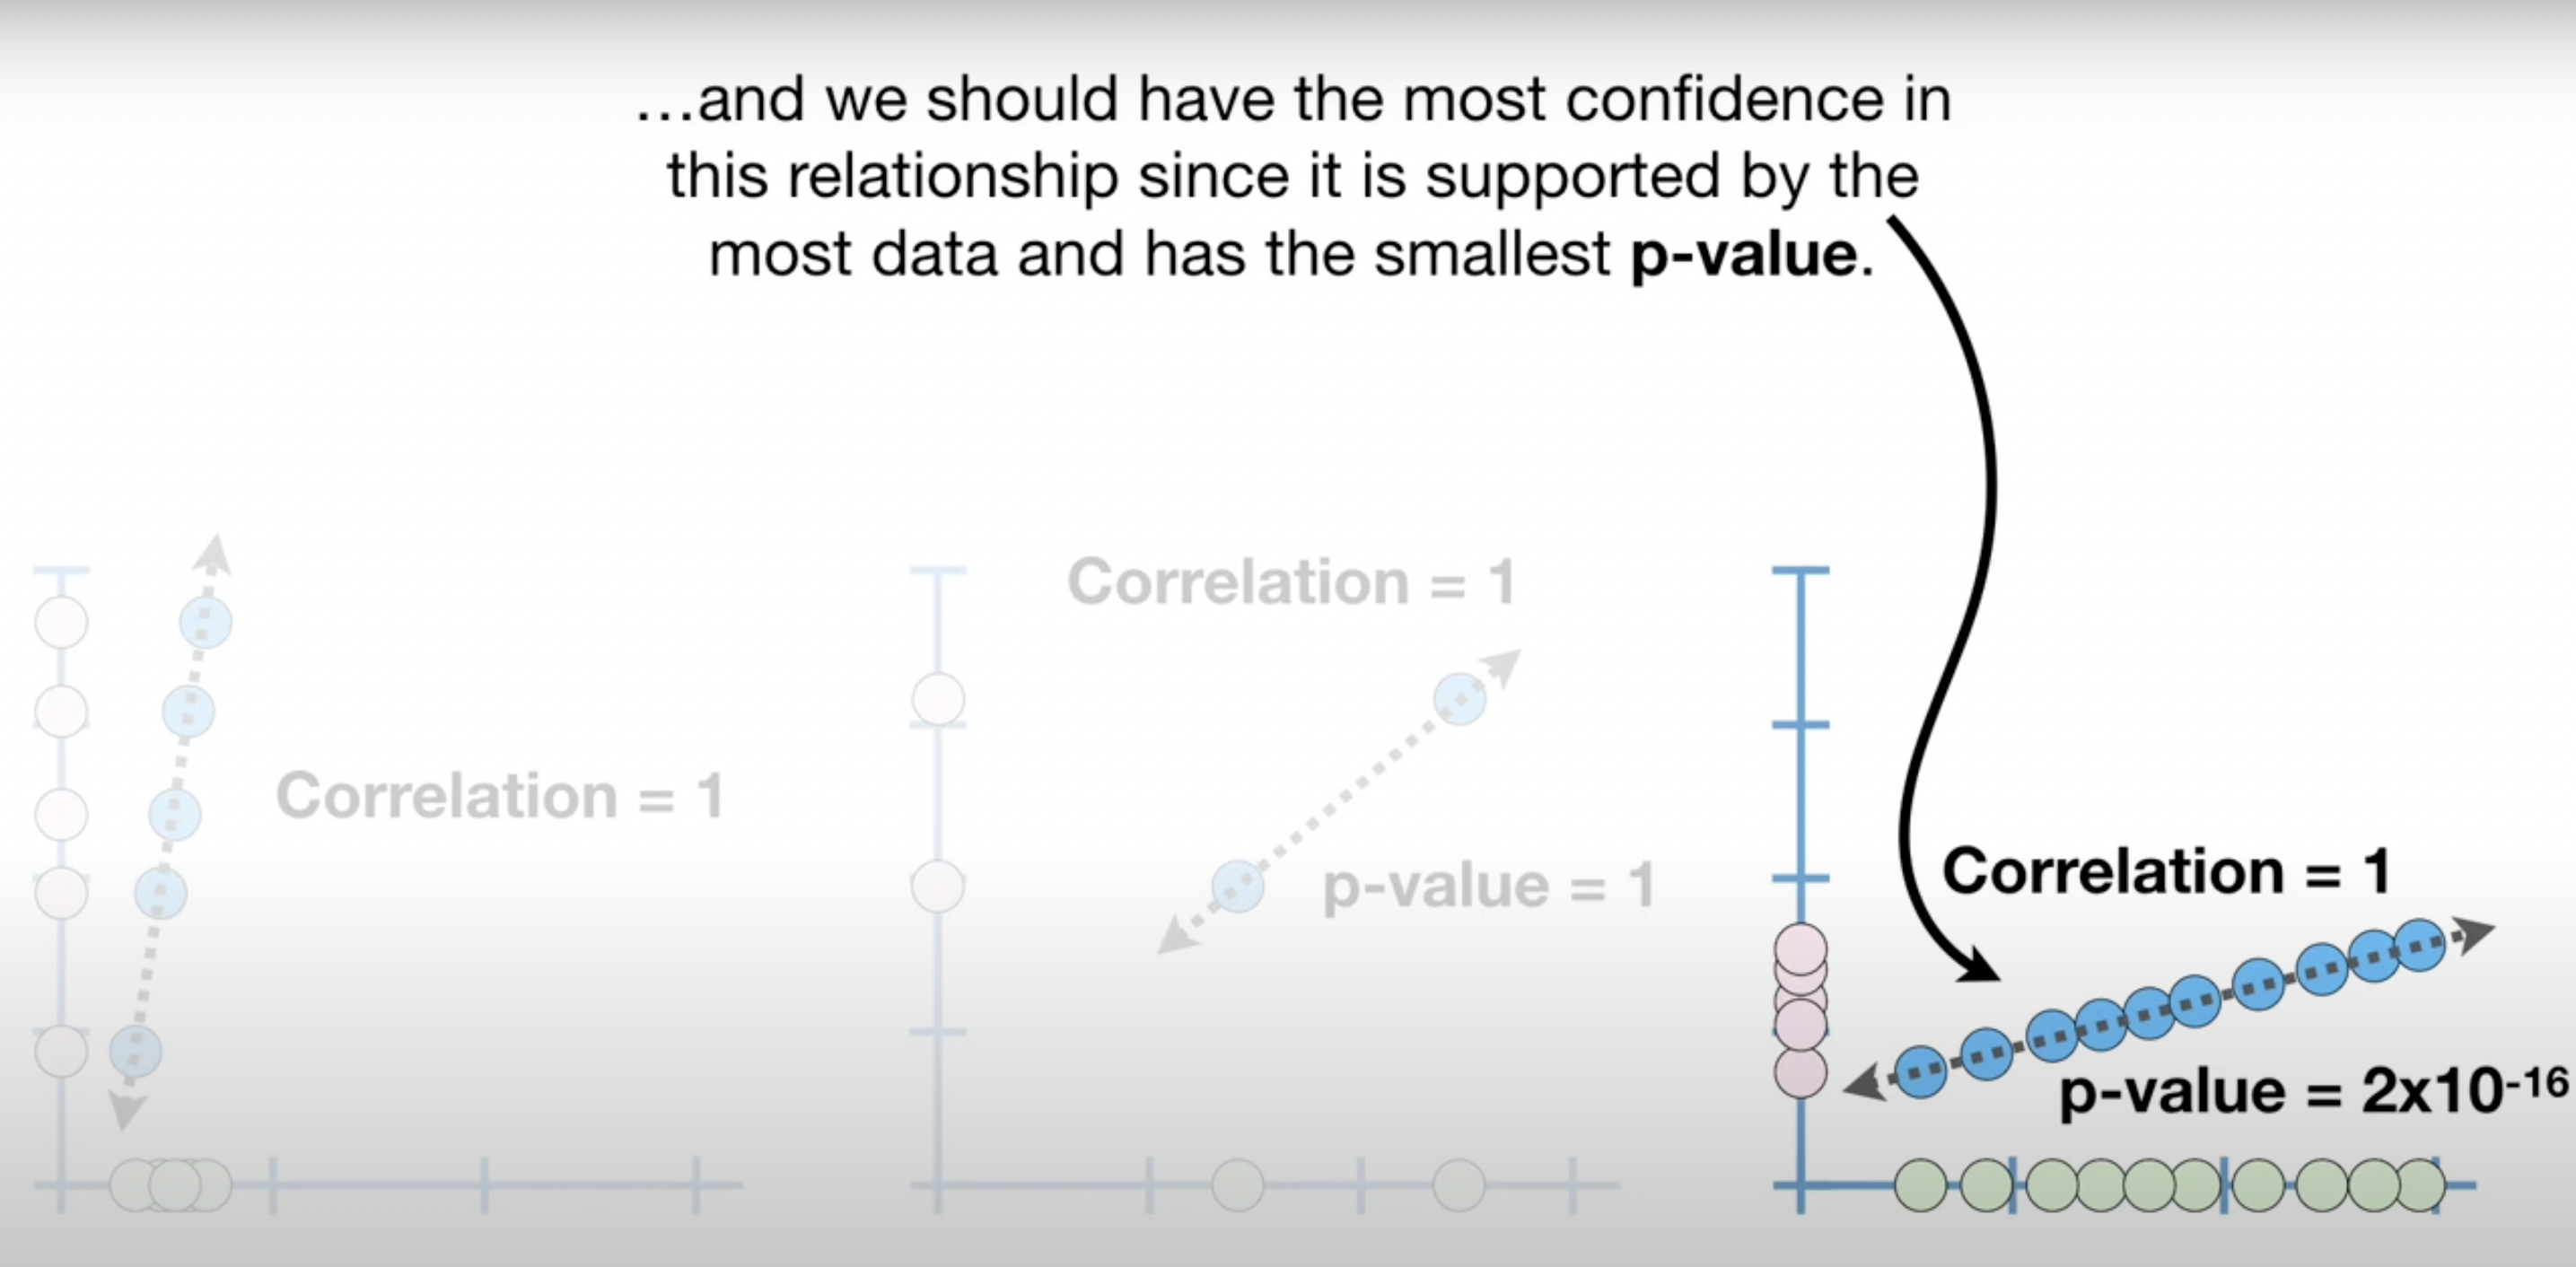 ...and we should have the most confidence in
this relationship since it is supported by the
most data and has the smallest p-value.
Correlation = 1
Correlation = 1
p-value = 1
Correlation = 1
p-value = 2x10⁻¹⁶